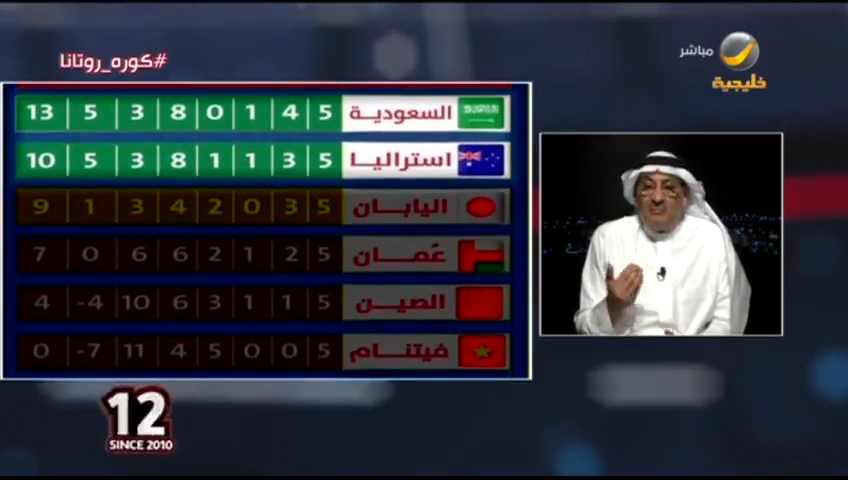 #كوره_روتانا
مباشر
خليجية
السعودية 5 4 1 0 8 3 5 13
استراليا 5 3 1 1 8 3 5 10
اليابان 5 3 0 2 4 3 1 9
عُمان 5 2 1 2 6 6 0 7
الصين 5 1 1 3 6 10 -4 4
فيتنام 5 0 0 5 4 11 -7 0
12
SINCE 2010